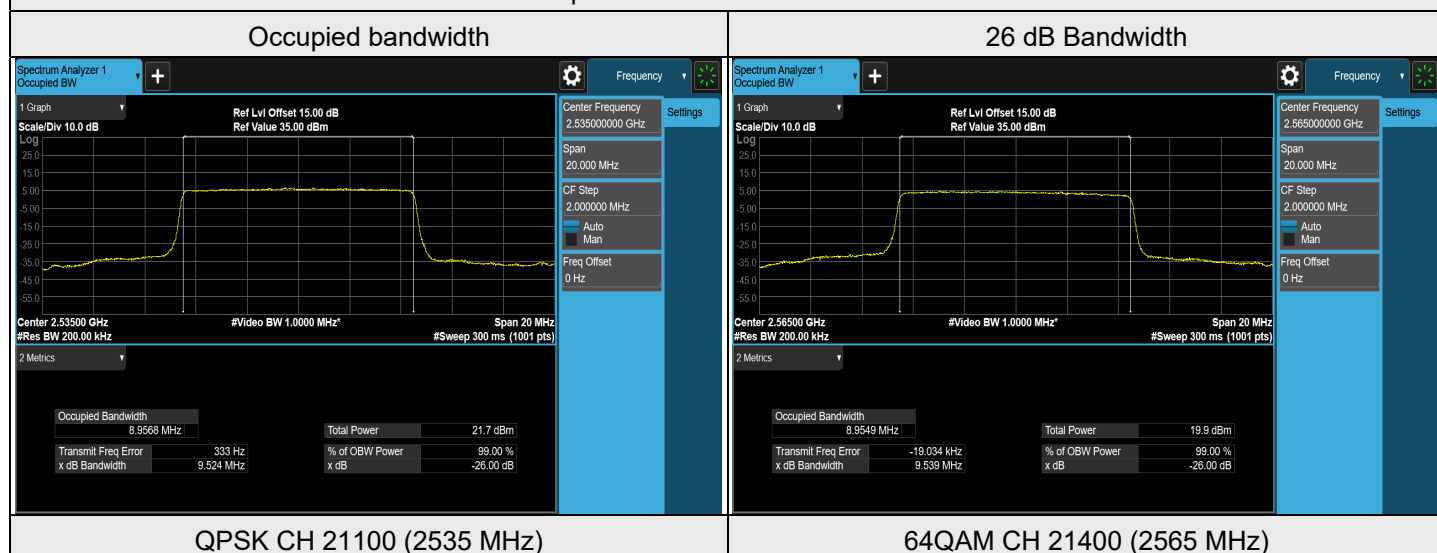 Occupied bandwidth
26 dB Bandwidth
Spectrum Analyzer 1
Occupied BW
+
Frequency
1 Graph
Scale/Div 10.0 dB
Ref Lvl Offset 15.00 dB
Ref Value 35.00 dBm
Log
25.0
15.0
5.00
-5.00
-15.0
-25.0
-35.0
-45.0
-55.0
Center 2.53500 GHz
#Res BW 200.00 kHz
#Video BW 1.0000 MHz*
Span 20 MHz
#Sweep 300 ms (1001 pts)
Center Frequency
2.535000000 GHz
Settings
Span
20.000 MHz
CF Step
2.000000 MHz
Auto
Man
Freq Offset
0 Hz
2 Metrics
Occupied Bandwidth
8.9568 MHz
Total Power 21.7 dBm
Transmit Freq Error 333 Hz
% of OBW Power 99.00 %
x dB Bandwidth 9.524 MHz
x dB -26.00 dB
Spectrum Analyzer 1
Occupied BW
+
Frequency
1 Graph
Scale/Div 10.0 dB
Ref Lvl Offset 15.00 dB
Ref Value 35.00 dBm
Log
25.0
15.0
5.00
-5.00
-15.0
-25.0
-35.0
-45.0
-55.0
Center 2.56500 GHz
#Res BW 200.00 kHz
#Video BW 1.0000 MHz*
Span 20 MHz
#Sweep 300 ms (1001 pts)
Center Frequency
2.565000000 GHz
Settings
Span
20.000 MHz
CF Step
2.000000 MHz
Auto
Man
Freq Offset
0 Hz
2 Metrics
Occupied Bandwidth
8.9549 MHz
Total Power 19.9 dBm
Transmit Freq Error -19.034 kHz
% of OBW Power 99.00 %
x dB Bandwidth 9.539 MHz
x dB -26.00 dB
QPSK CH 21100 (2535 MHz)
64QAM CH 21400 (2565 MHz)